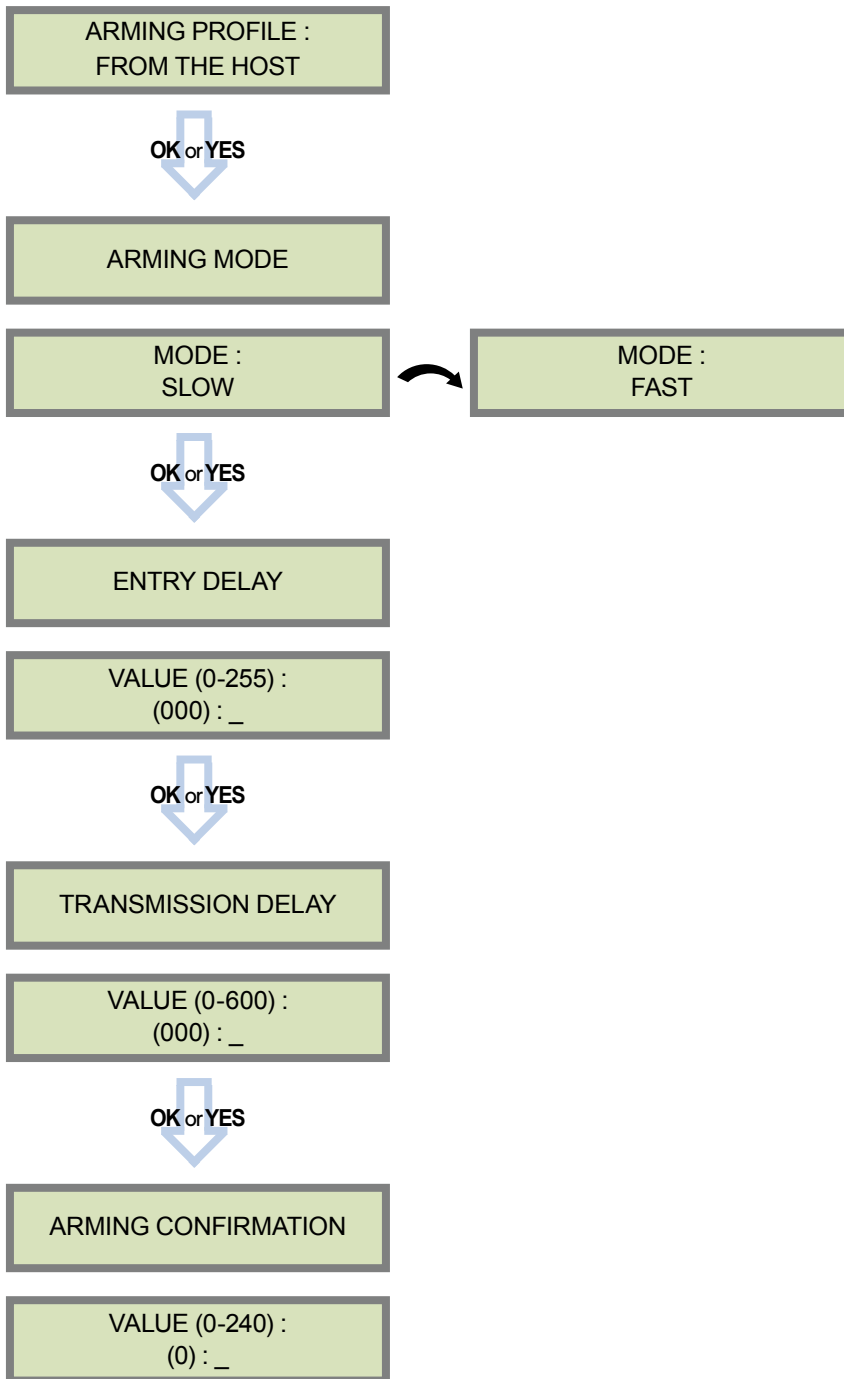 ARMING PROFILE :
FROM THE HOST
OK or YES
ARMING MODE
MODE :
SLOW
MODE :
FAST
OK or YES
ENTRY DELAY
VALUE (0-255) :
(000) : _
OK or YES
TRANSMISSION DELAY
VALUE (0-600) :
(000) : _
OK or YES
ARMING CONFIRMATION
VALUE (0-240) :
(0) : _